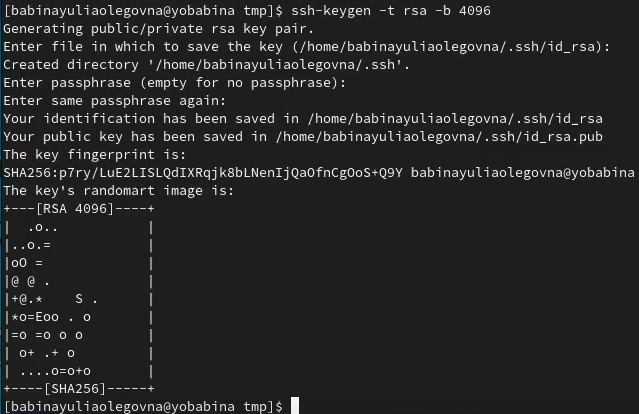 [babinayuliaolegovna@yobabina tmp]$ ssh-keygen -t rsa -b 4096
Generating public/private rsa key pair.
Enter file in which to save the key (/home/babinayuliaolegovna/.ssh/id_rsa):
Created directory '/home/babinayuliaolegovna/.ssh'.
Enter passphrase (empty for no passphrase):
Enter same passphrase again:
Your identification has been saved in /home/babinayuliaolegovna/.ssh/id_rsa
Your public key has been saved in /home/babinayuliaolegovna/.ssh/id_rsa.pub
The key fingerprint is:
SHA256:p7ry/LuE2LISLQdIXRqjk8bLNenIjQaOfnCgOoS+Q9Y babinayuliaolegovna@yobabina
The key's randomart image is:
+---[RSA 4096]----+
|  .o..           |
|..o.=            |
|oO =             |
|@ @ .            |
|+@.*    S .      |
|*o=Eoo . o       |
|=o =o o o        |
| o+ .+ o         |
| ....o=o+o       |
+----[SHA256]-----+
[babinayuliaolegovna@yobabina tmp]$